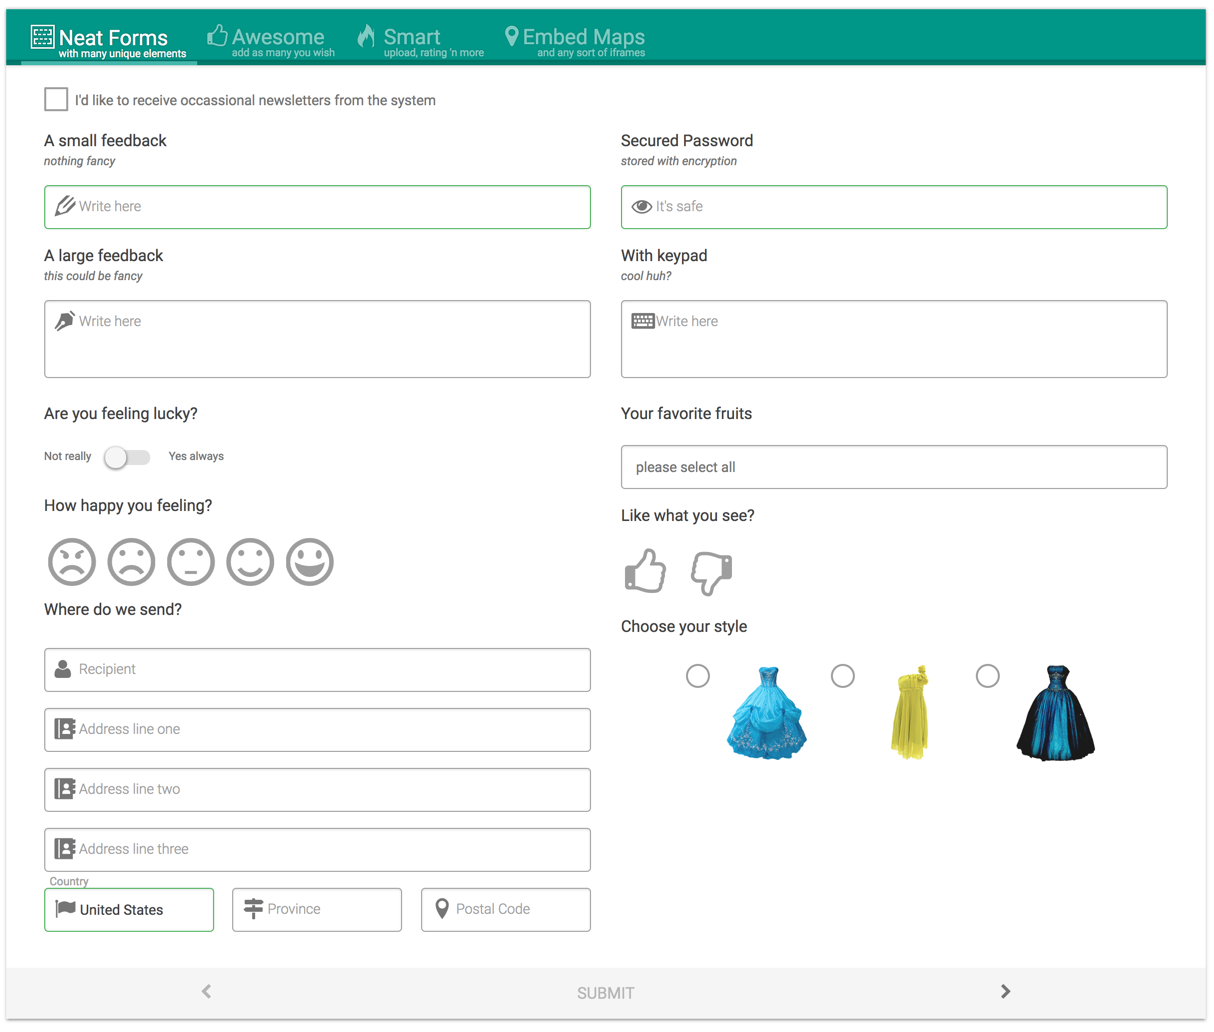 Neat Forms
with many unique elements
Awesome
add as many you wish
Smart
upload, rating 'n more
Embed Maps
and any sort of iframes
I'd like to receive occassional newsletters from the system
A small feedback
nothing fancy
Write here
Secured Password
stored with encryption
It's safe
A large feedback
this could be fancy
Write here
With keypad
cool huh?
Write here
Are you feeling lucky?
Not really
Yes always
Your favorite fruits
please select all
How happy you feeling?
Like what you see?
Where do we send?
Recipient
Address line one
Address line two
Address line three
Country
United States
Province
Postal Code
Choose your style
SUBMIT